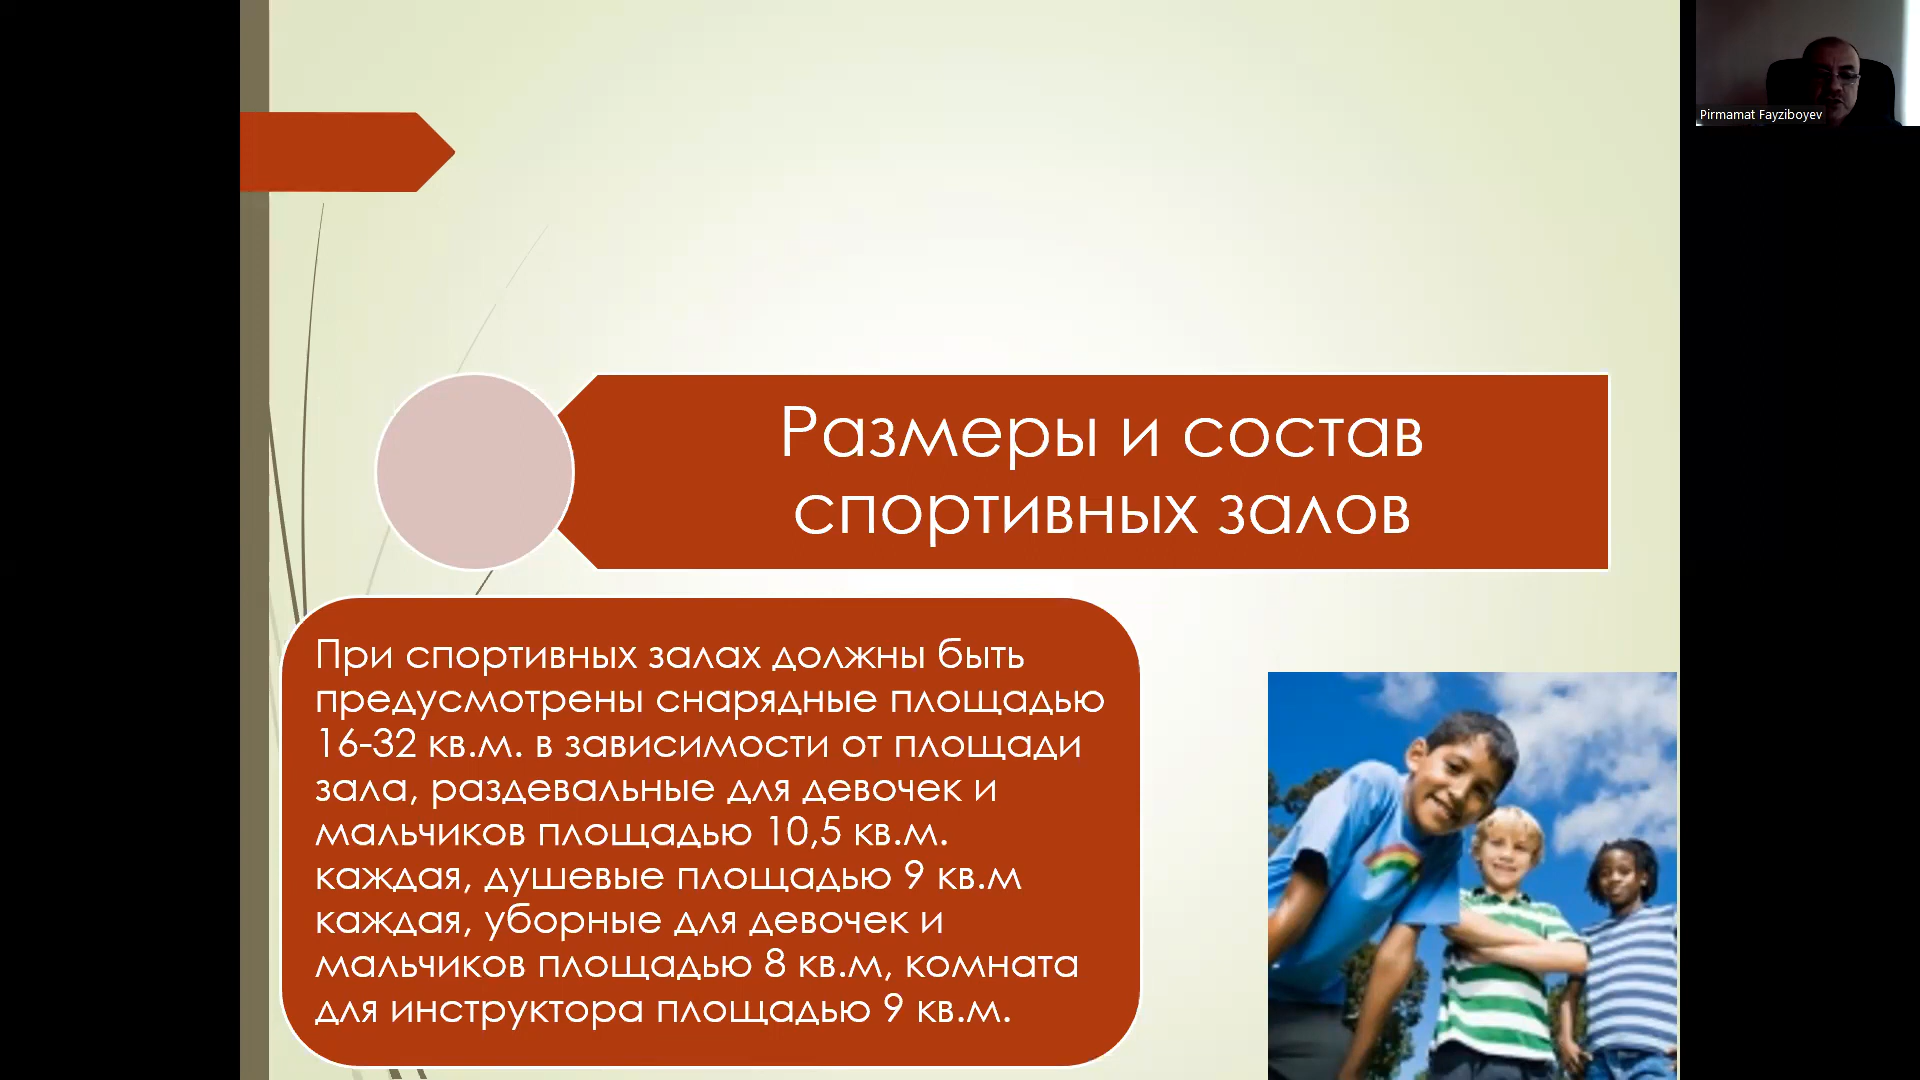 Размеры и состав
спортивных залов
При спортивных залах должны быть
предусмотрены снарядные площадью
16-32 кв.м. в зависимости от площади
зала, раздевальные для девочек и
мальчиков площадью 10,5 кв.м.
каждая, душевые площадью 9 кв.м
каждая, уборные для девочек и
мальчиков площадью 8 кв.м, комната
для инструктора площадью 9 кв.м.
Pirmamat Fayziboyev